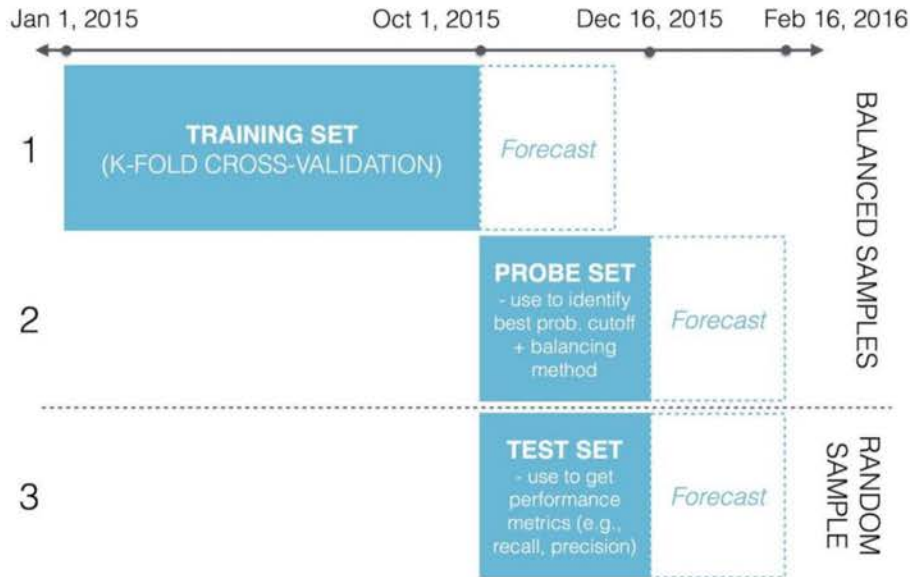 Jan 1, 2015 Oct 1, 2015 Dec 16, 2015 Feb 16, 2016
1
TRAINING SET
(K-FOLD CROSS-VALIDATION)
Forecast
2
PROBE SET
- use to identify
best prob. cutoff
+ balancing
method
Forecast
BALANCED SAMPLES
3
TEST SET
- use to get
performance
metrics (e.g.,
recall, precision)
Forecast
RANDOM
SAMPLE